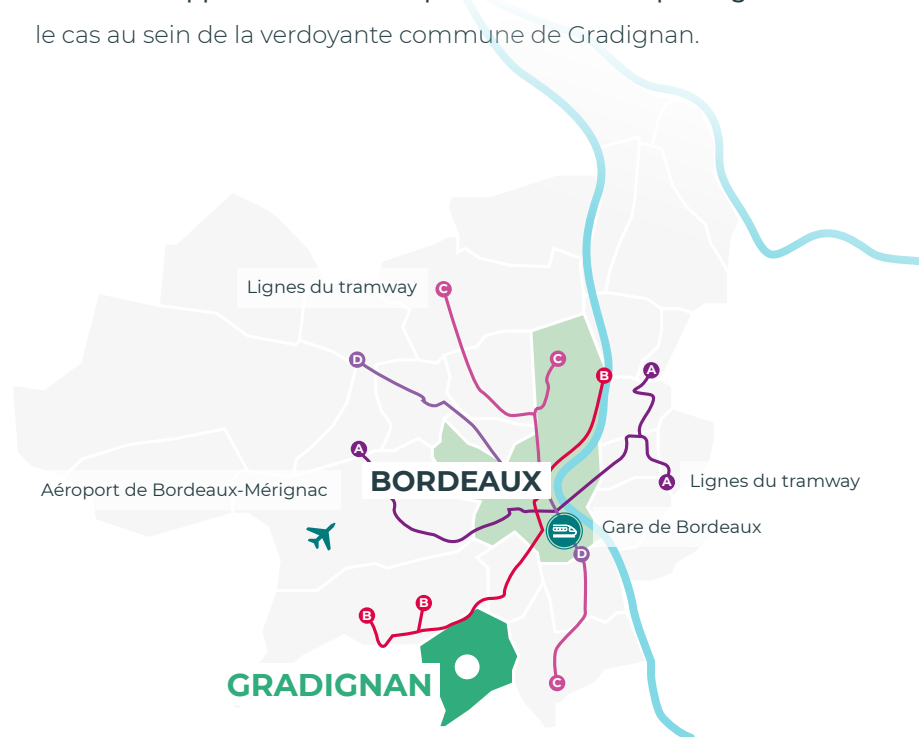 le cas au sein de la verdoyante commune de Gradignan.
Lignes du tramway
C
D
C
B
A
A
BORDEAUX
A
Lignes du tramway
Aéroport de Bordeaux-Mérignac
Gare de Bordeaux
D
B
B
GRADIGNAN
C